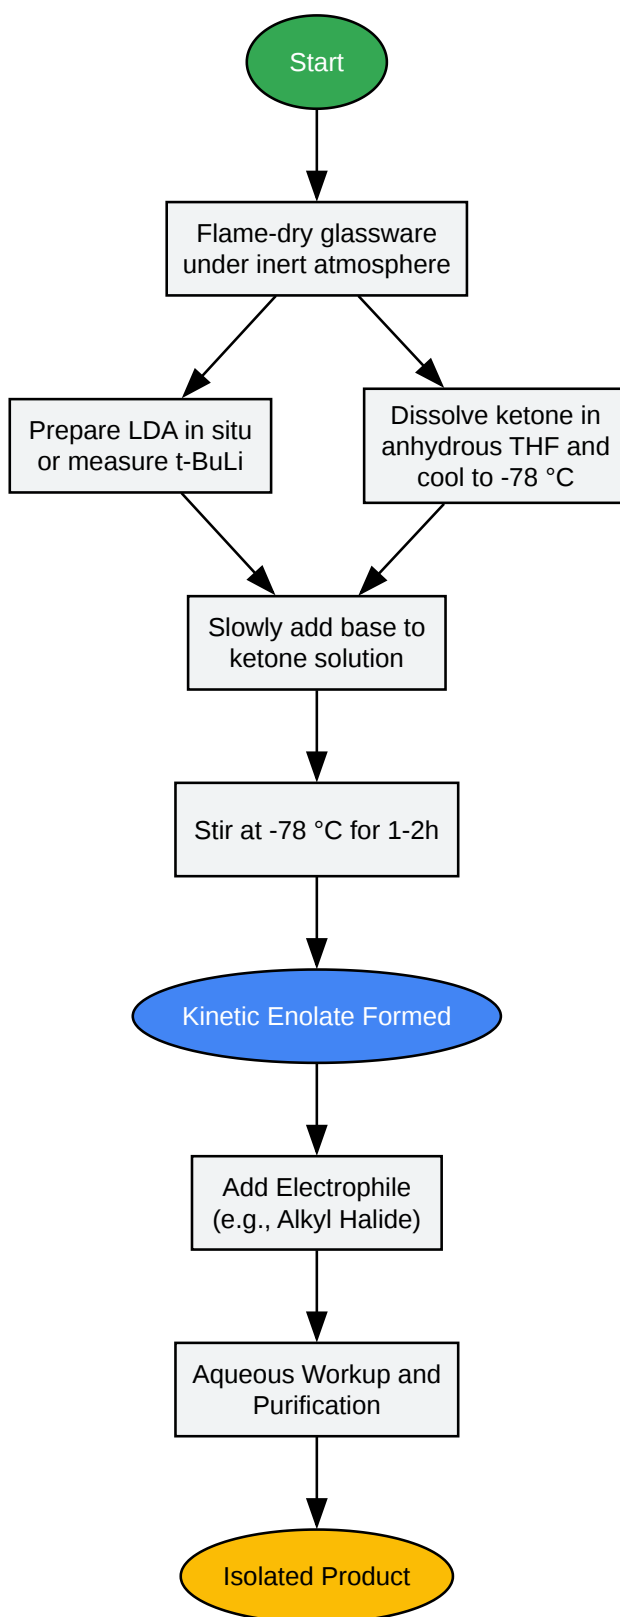 Start
Flame-dry glassware
under inert atmosphere
Prepare LDA in situ
or measure t-BuLi
Dissolve ketone in
anhydrous THF and
cool to -78 °C
Slowly add base to
ketone solution
Stir at -78 °C for 1-2h
Kinetic Enolate Formed
Add Electrophile
(e.g., Alkyl Halide)
Aqueous Workup and
Purification
Isolated Product